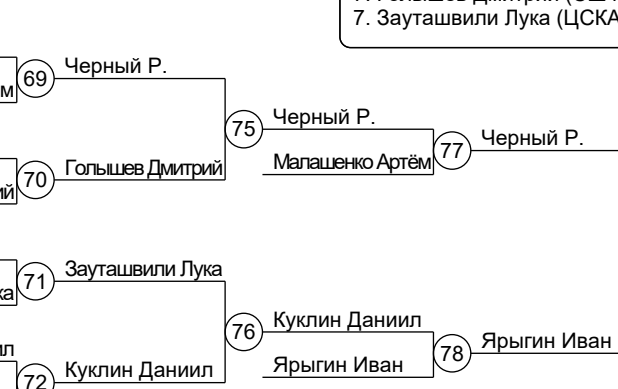 7. Зауташвили Лука (ЦСКА
69
Черный Р.
75
Черный Р.
Малашенко Артём
77
Черный Р.
70
Голышев Дмитрий
71
Зауташвили Лука
76
Куклин Даниил
Ярыгин Иван
78
Ярыгин Иван
72
Куклин Даниил